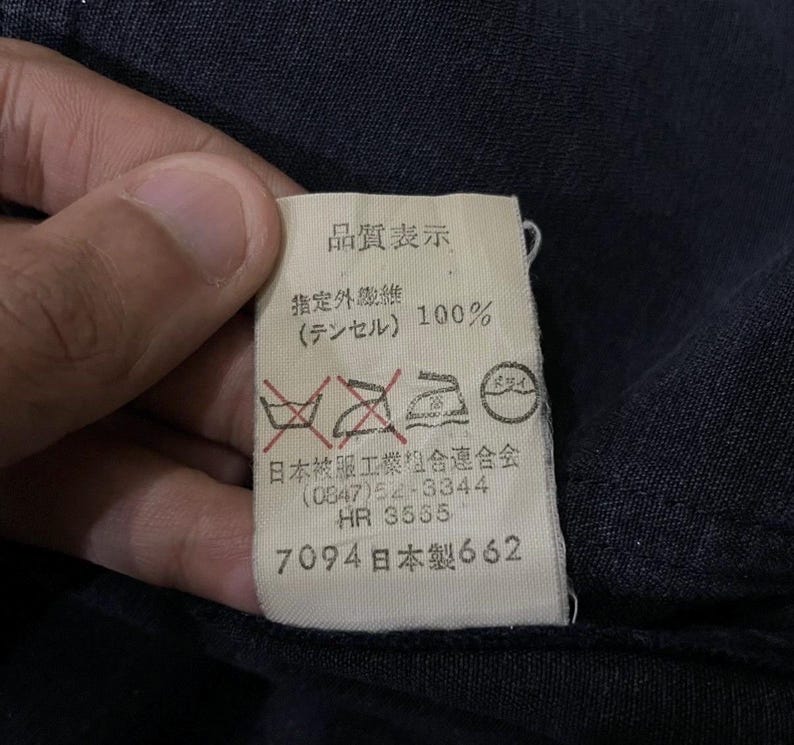 品質表示
指定外繊維
(テンセル) 100%
ドライ
日本被服工業組合連合会
(0847)52-3344
HR 3565
7094日本製662